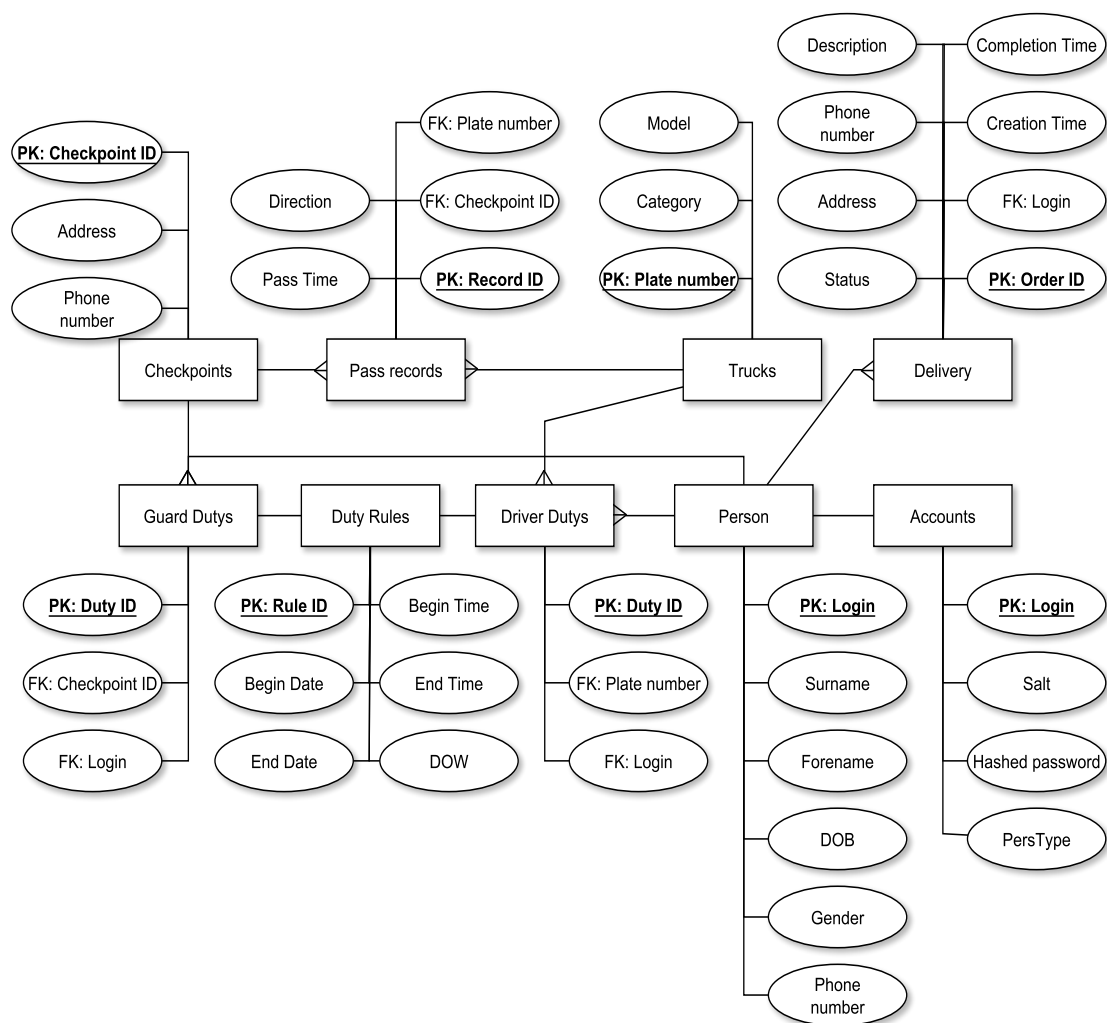 Description
Completion Time
Phone
number
Creation Time
FK: Plate number
Model
PK: Checkpoint ID
Direction
FK: Checkpoint ID
Category
Address
FK: Login
Address
Pass Time
PK: Record ID
PK: Plate number
Status
PK: Order ID
Phone
number
Checkpoints
Pass records
Trucks
Delivery
Guard Dutys
Duty Rules
Driver Dutys
Person
Accounts
PK: Duty ID
PK: Rule ID
Begin Time
PK: Duty ID
PK: Login
PK: Login
FK: Checkpoint ID
Begin Date
End Time
FK: Plate number
Surname
Salt
FK: Login
End Date
DOW
FK: Login
Forename
Hashed password
DOB
PersType
Gender
Phone
number